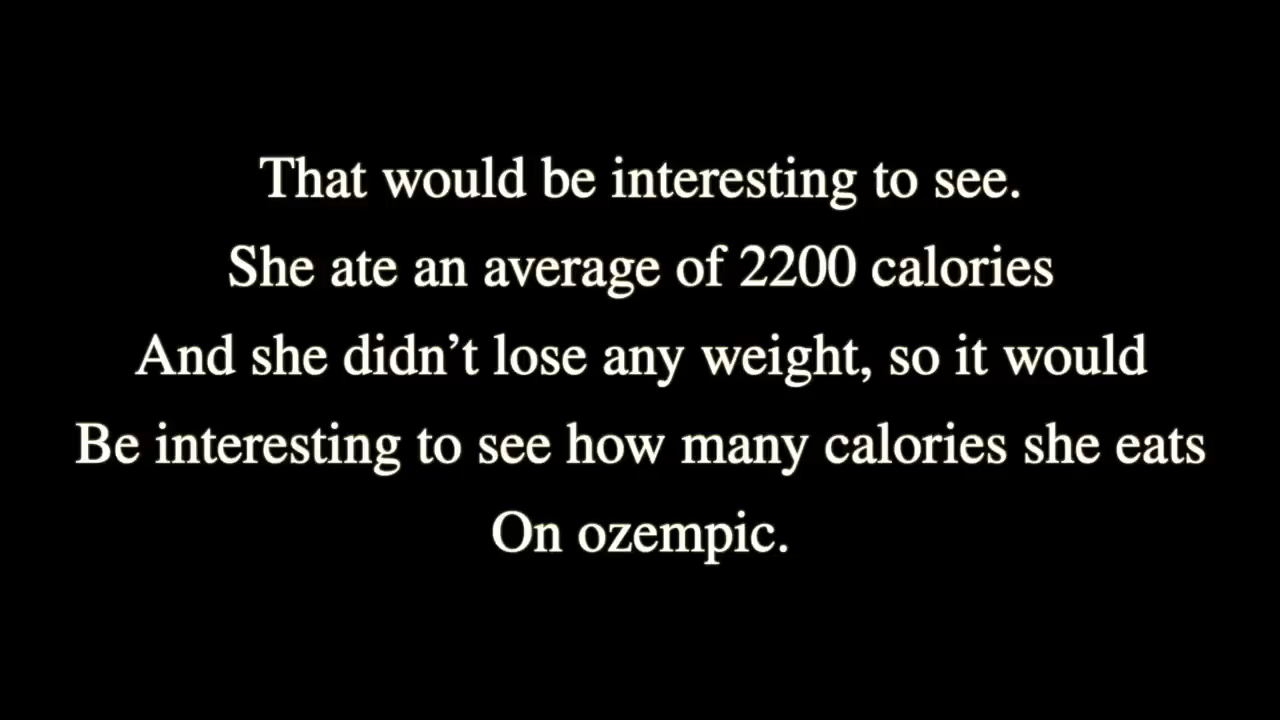 That would be interesting to see.
She ate an average of 2200 calories
And she didn’t lose any weight, so it would
Be interesting to see how many calories she eats
On ozempic.